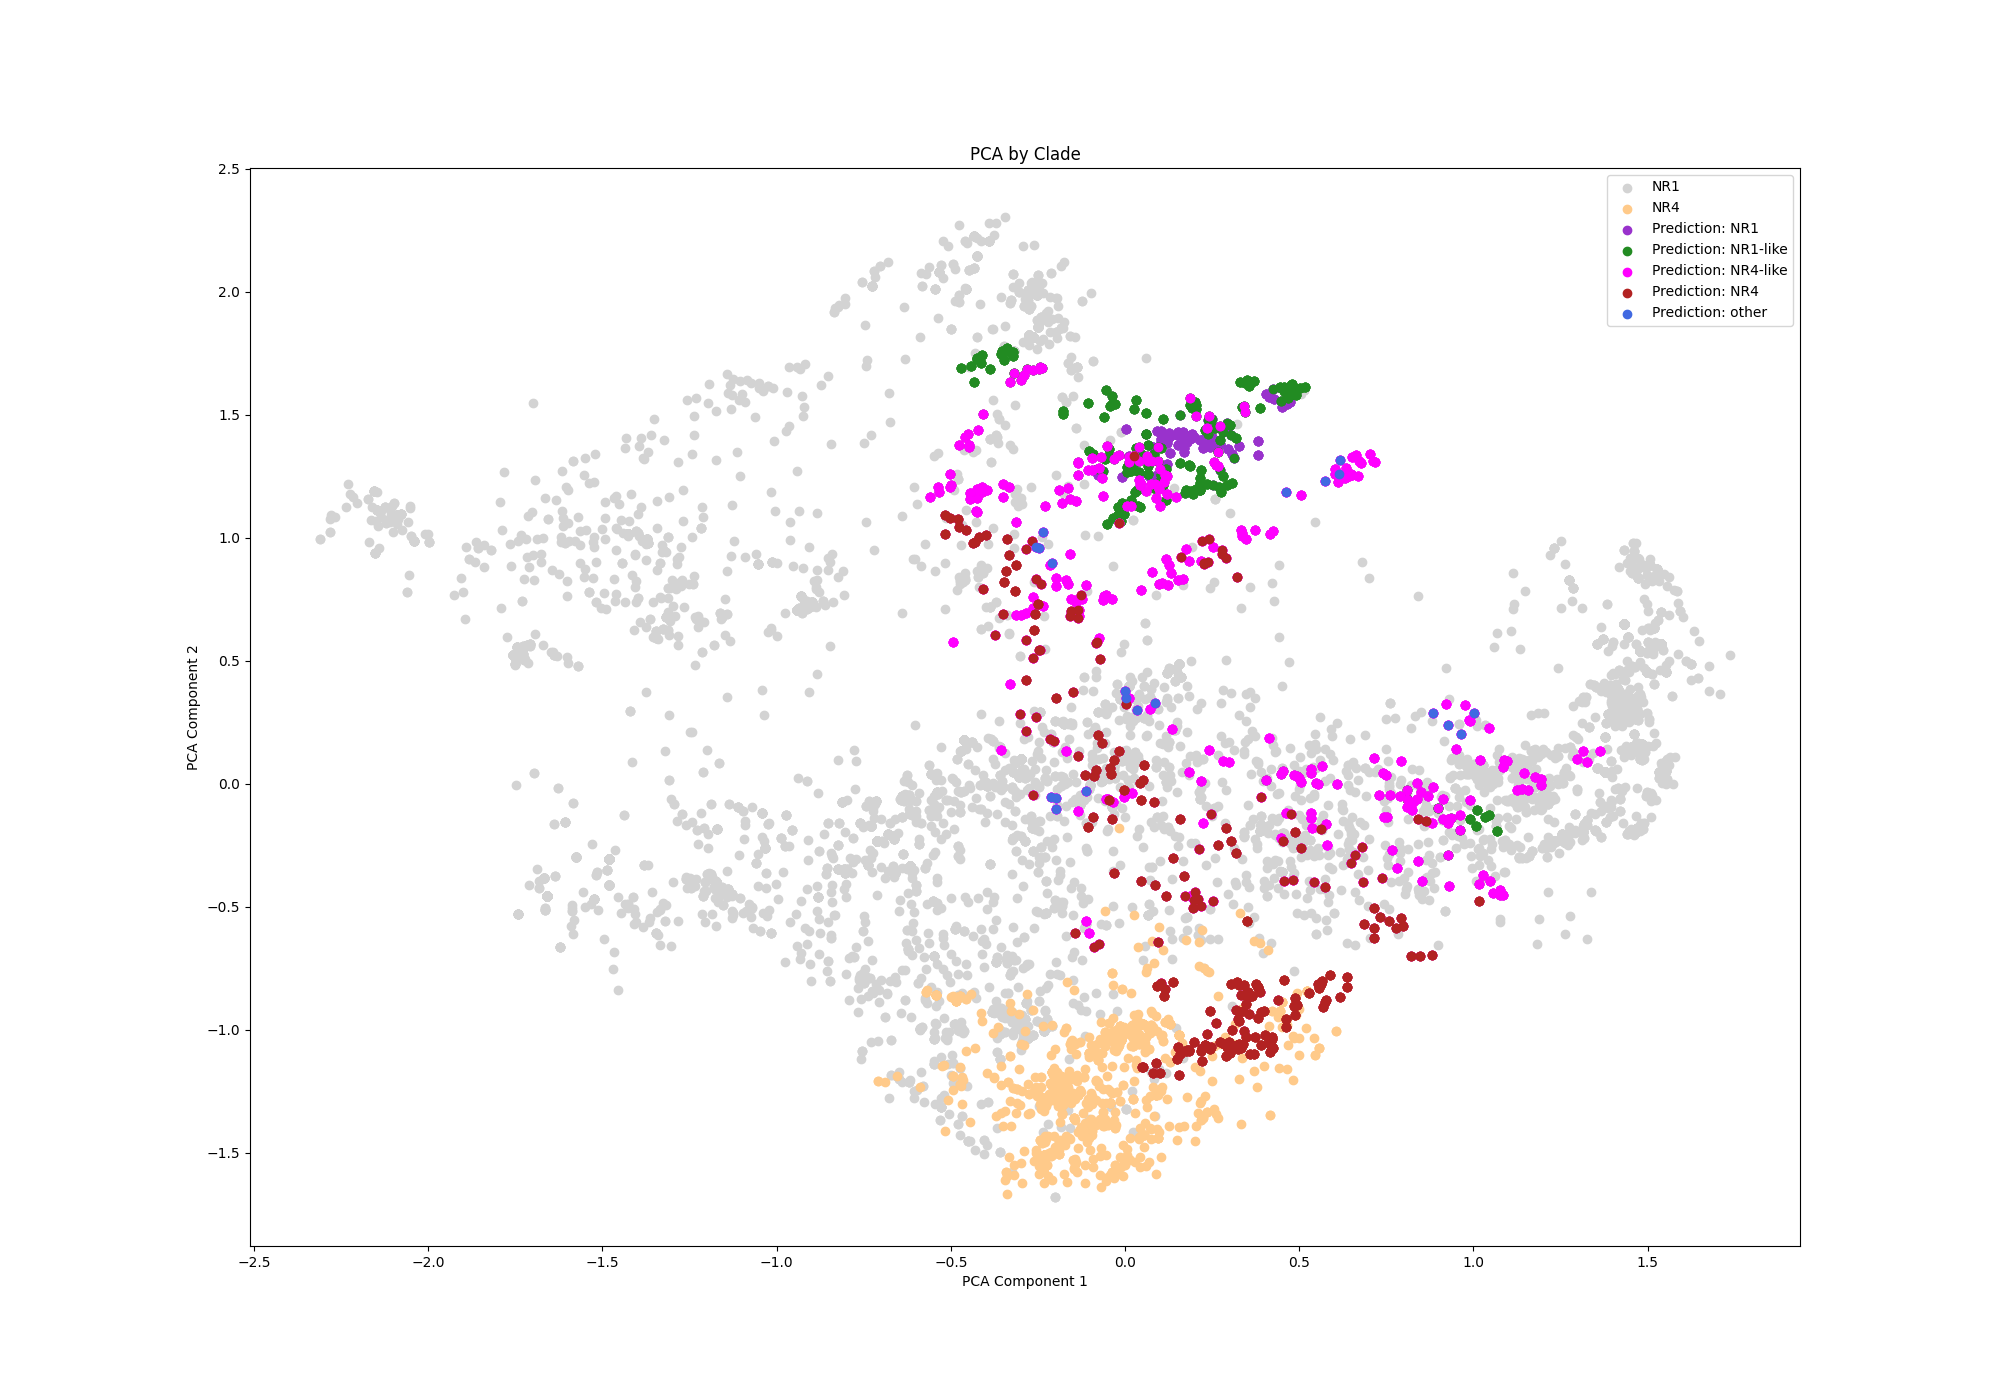 PCA by Clade
2.5
2.0
1.5
1.0
0.5
0.0
−0.5
−1.0
−1.5
PCA Component 2
NR1
NR4
Prediction: NR1
Prediction: NR1-like
Prediction: NR4-like
Prediction: NR4
Prediction: other
−2.5 −2.0 −1.5 −1.0 −0.5 0.0 0.5 1.0 1.5
PCA Component 1